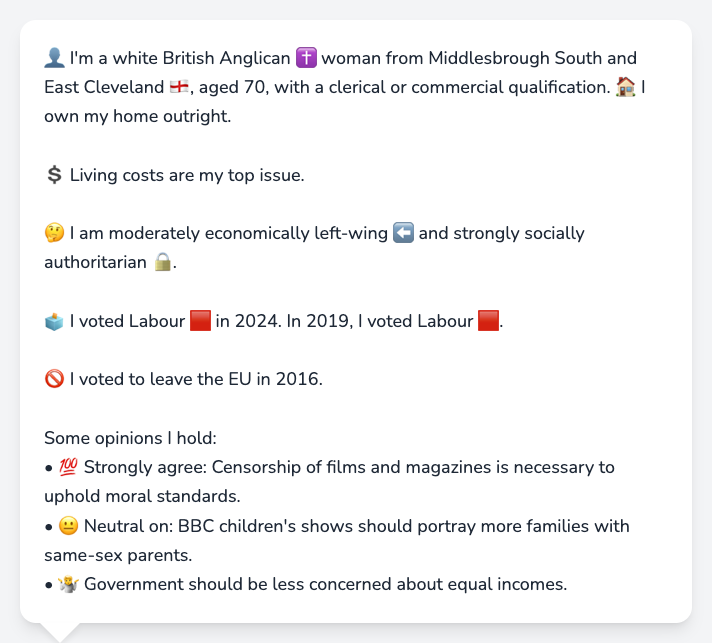 👤 I'm a white British Anglican ✝️ woman from Middlesbrough South and
East Cleveland 🏴󠁧󠁢󠁥󠁮󠁧󠁿, aged 70, with a clerical or commercial qualification. 🏠 I
own my home outright.
💲 Living costs are my top issue.
🤔 I am moderately economically left-wing ⬅️ and strongly socially
authoritarian 🔒.
🗳️ I voted Labour 🟥 in 2024. In 2019, I voted Labour 🟥.
🚫 I voted to leave the EU in 2016.
Some opinions I hold:
• 💯 Strongly agree: Censorship of films and magazines is necessary to
uphold moral standards.
• 😐 Neutral on: BBC children's shows should portray more families with
same-sex parents.
• 🤷 Government should be less concerned about equal incomes.